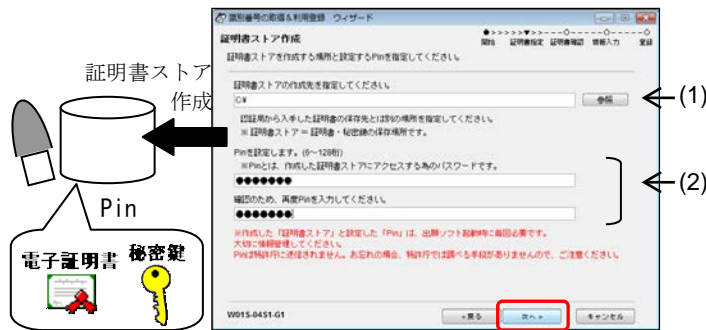 識別番号の取得&利用登録 ウィザード
証明書ストア作成
●>>>>>▼>>---○-----○-----○
開始 証明書指定 証明書確認 情報入力 登録
証明書ストアを作成する場所と設定するPinを指定してください。
証明書ストアの作成先を指定してください。
C¥
参照
(1)
認証局から入手した証明書の保存先とは別の場所を指定してください。
※ 証明書ストア = 証明書・秘密鍵の保存場所です。
Pinを設定します。(6~128桁)
※Pinとは、作成した証明書ストアにアクセスする為のパスワードです。
●●●●●●●
(2)
確認のため、再度Pinを入力してください。
●●●●●●●
※作成した「証明書ストア」と設定した「Pin」は、出願ソフト起動時に毎回必要です。
大切に情報管理してください。
Pinは特許庁に送信されません。お忘れの場合、特許庁では調べる手段がありませんので、ご注意ください。
W01S-04S1-G1
<戻る
次へ>
キャンセル
証明書ストア
作成
Pin
電子証明書
秘密鍵